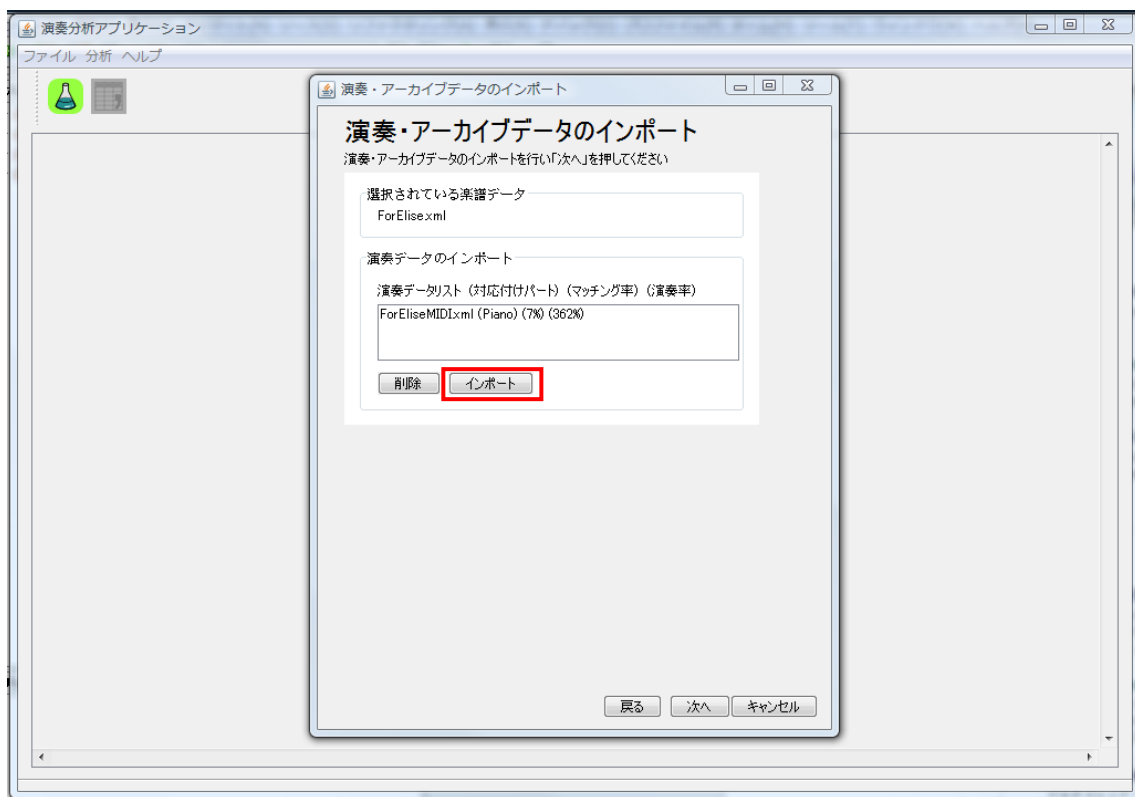 演奏分析アプリケーション
ファイル 分析 ヘルプ
演奏・アーカイブデータのインポート
演奏・アーカイブデータのインポート
演奏・アーカイブデータのインポートを行い「次へ」を押してください
選択されている楽譜データ
ForElise.xml
演奏データのインポート
演奏データリスト (対応付けパート) (マッチング率) (演奏率)
ForEliseMIDI.xml (Piano) (7%) (362%)
削除 インポート
戻る 次へ キャンセル